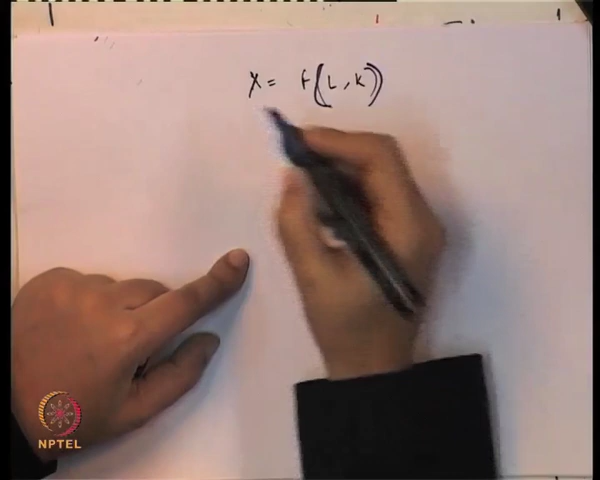 X = f(L, K)
NPTEL